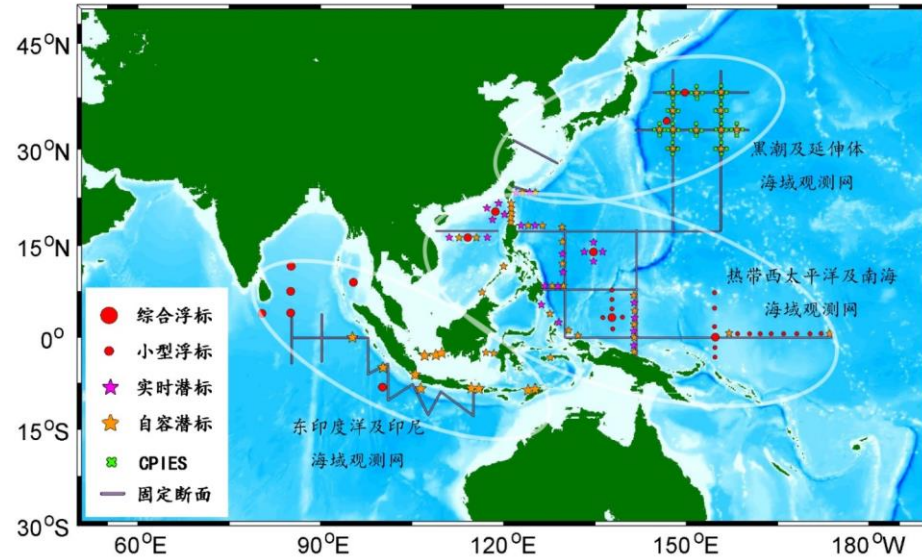 45°N
30°N
15°N
0°
15°S
30°S
60°E
90°E
120°E
150°E
180°W
黑潮及延伸体
海域观测网
热带西太平洋及南海
海域观测网
东印度洋及印尼
海域观测网
综合浮标
小型浮标
实时潜标
自容潜标
CPIES
固定断面